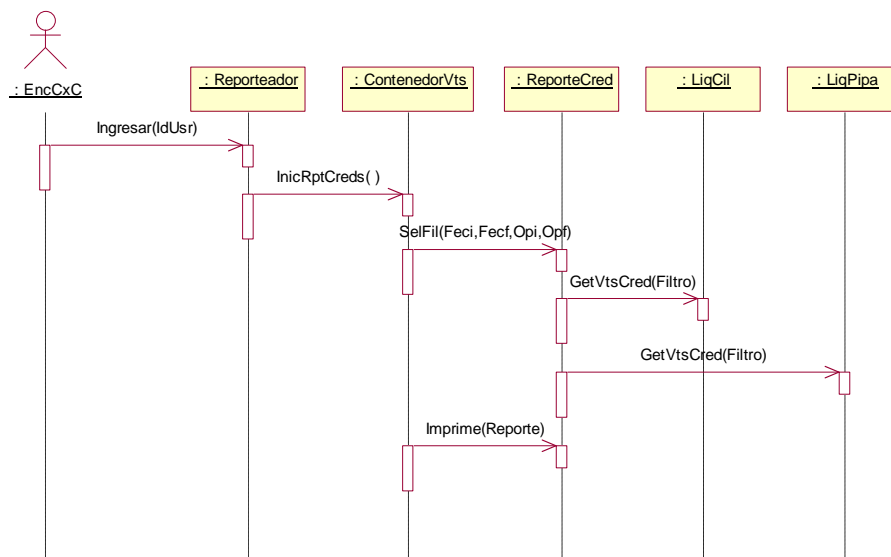 : EncCxC
: Reporteador
: ContenedorVts
: ReporteCred
: LiqCil
: LiqPipa
Ingresar(IdUsr)
InicRptCreds( )
SelFil(Feci,Fecf,Opi,Opf)
GetVtsCred(Filtro)
GetVtsCred(Filtro)
Imprime(Reporte)